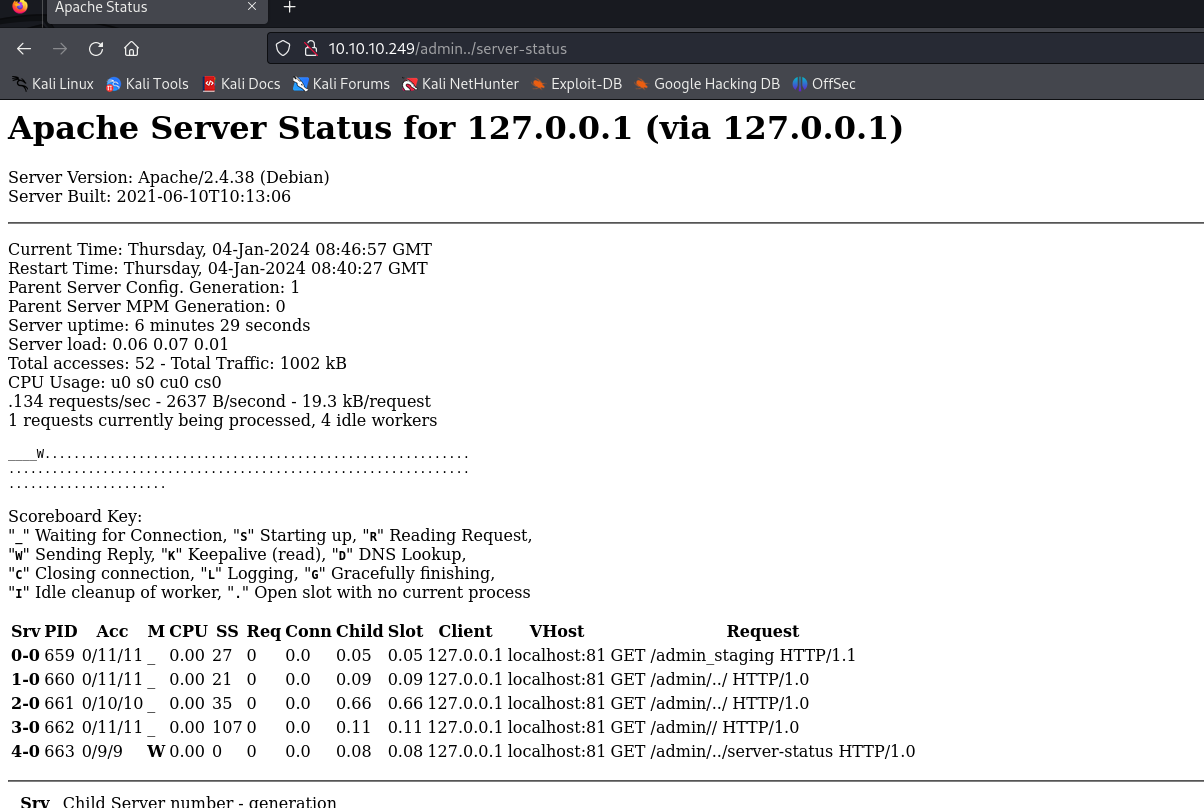 Apache Status
10.10.10.249/admin../server-status
Kali Linux Kali Tools Kali Docs Kali Forums Kali NetHunter Exploit-DB Google Hacking DB OffSec
Apache Server Status for 127.0.0.1 (via 127.0.0.1)
Server Version: Apache/2.4.38 (Debian)
Server Built: 2021-06-10T10:13:06
Current Time: Thursday, 04-Jan-2024 08:46:57 GMT
Restart Time: Thursday, 04-Jan-2024 08:40:27 GMT
Parent Server Config. Generation: 1
Parent Server MPM Generation: 0
Server uptime: 6 minutes 29 seconds
Server load: 0.06 0.07 0.01
Total accesses: 52 - Total Traffic: 1002 kB
CPU Usage: u0 s0 cu0 cs0
.134 requests/sec - 2637 B/second - 19.3 kB/request
1 requests currently being processed, 4 idle workers
____W...........................................................
................................................................
......................
Scoreboard Key:
"_" Waiting for Connection, "S" Starting up, "R" Reading Request,
"W" Sending Reply, "K" Keepalive (read), "D" DNS Lookup,
"C" Closing connection, "L" Logging, "G" Gracefully finishing,
"I" Idle cleanup of worker, "." Open slot with no current process
Srv PID Acc M CPU SS Req Conn Child Slot Client VHost Request
0-0 659 0/11/11 _ 0.00 27 0 0.0 0.05 0.05 127.0.0.1 localhost:81 GET /admin_staging HTTP/1.1
1-0 660 0/11/11 _ 0.00 21 0 0.0 0.09 0.09 127.0.0.1 localhost:81 GET /admin/../ HTTP/1.0
2-0 661 0/10/10 _ 0.00 35 0 0.0 0.66 0.66 127.0.0.1 localhost:81 GET /admin/../ HTTP/1.0
3-0 662 0/11/11 _ 0.00 107 0 0.0 0.11 0.11 127.0.0.1 localhost:81 GET /admin// HTTP/1.0
4-0 663 0/9/9 W 0.00 0 0 0.0 0.08 0.08 127.0.0.1 localhost:81 GET /admin/../server-status HTTP/1.0
Srv Child Server number - generation